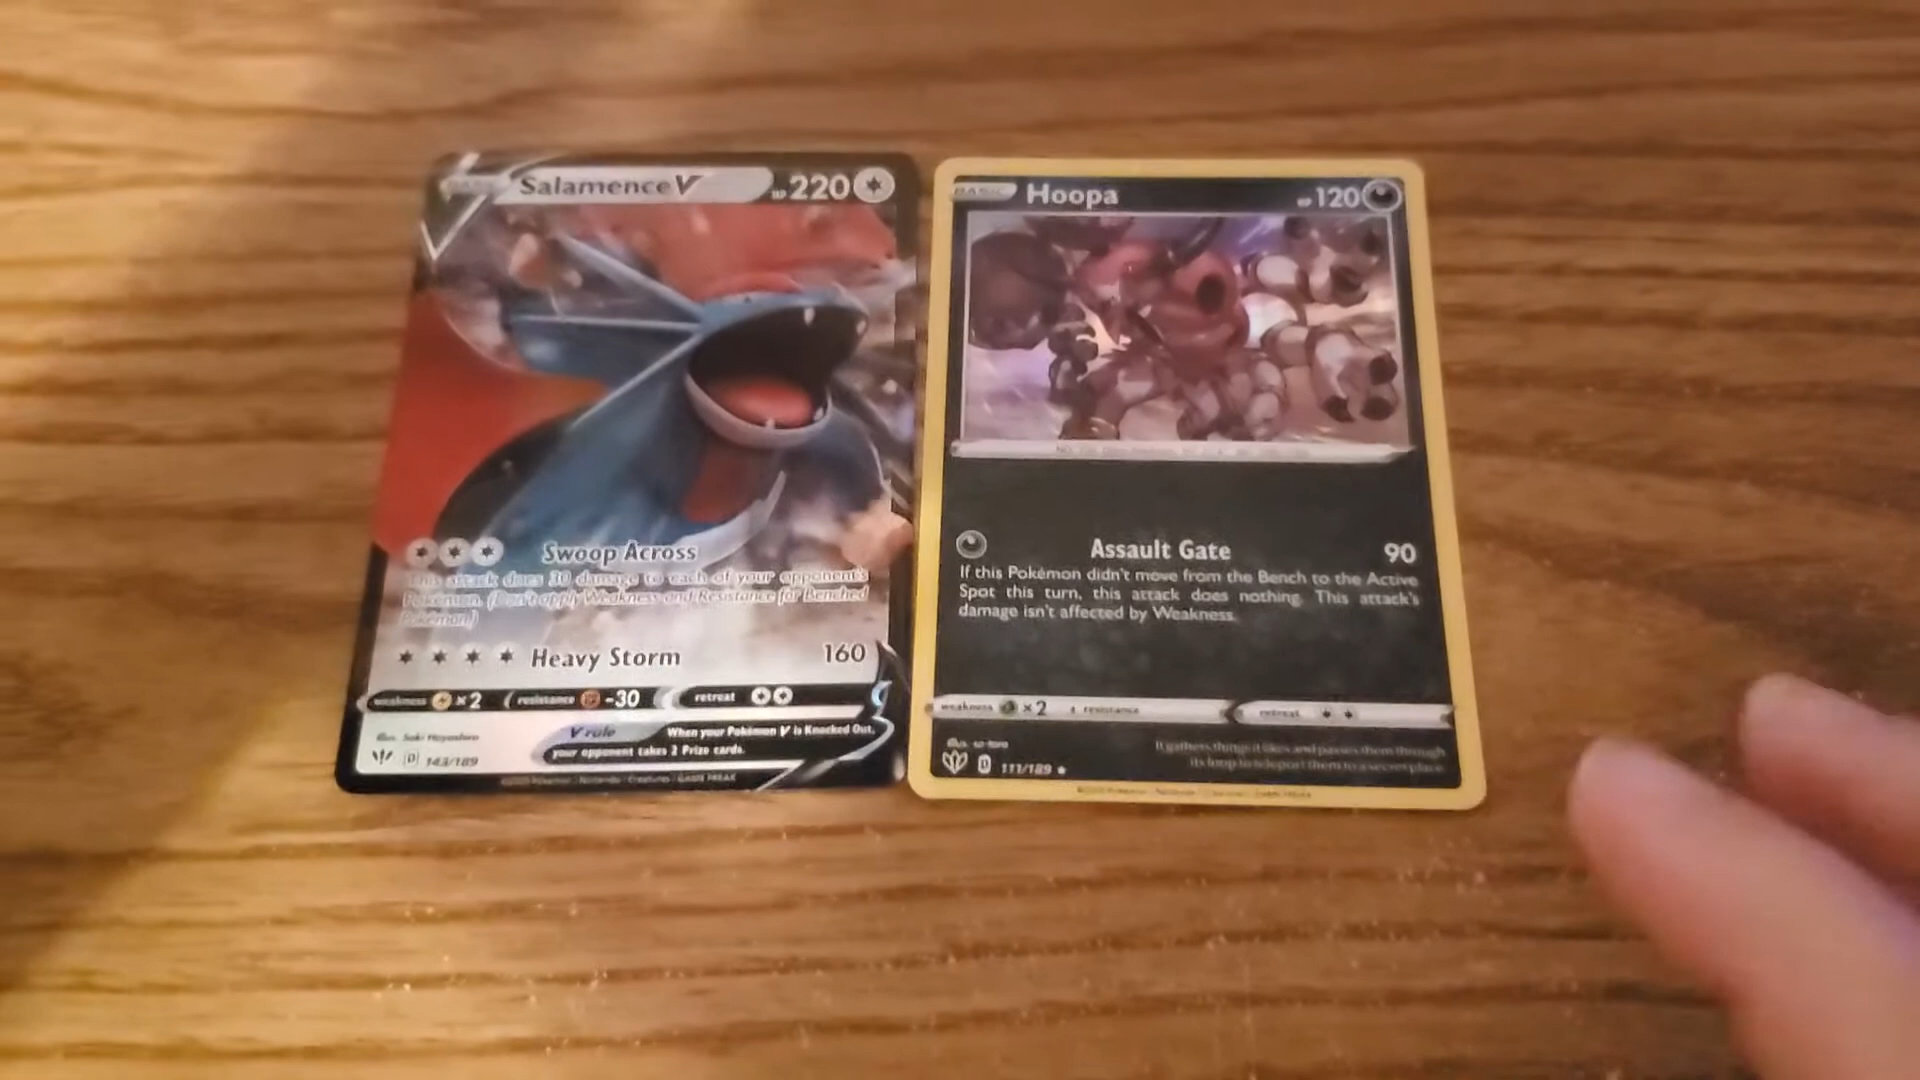 BASIC
Salamence V
HP 220
Swoop Across
This attack does 30 damage to each of your opponent's
Pokémon. (Don't apply Weakness and Resistance for Benched
Pokémon.)
Heavy Storm 160
weakness ×2 resistance -30 retreat
V rule When your Pokémon V is Knocked Out,
your opponent takes 2 Prize cards.
D 143/189
BASIC
Hoopa
HP 120
Assault Gate 90
If this Pokémon didn't move from the Bench to the Active
Spot this turn, this attack does nothing. This attack's
damage isn't affected by Weakness.
weakness ×2 resistance retreat
D 111/189
It gathers things it likes and passes them through
its loop to teleport them to a secret place.